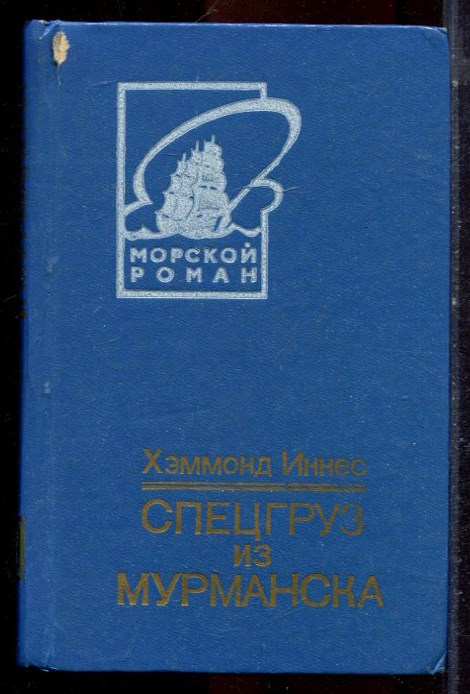 МОРСКОЙ
РОМАН
Хэммонд Иннес
СПЕЦГРУЗ
ИЗ
МУРМАНСКА